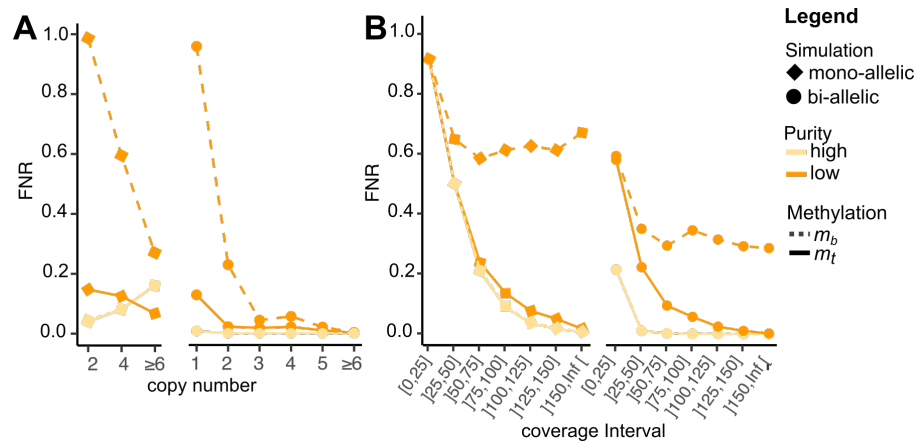 A
B
Legend
Simulation
mono-allelic
bi-allelic
Purity
high
low
Methylation
m_b
m_t
FNR
1.0
0.8
0.6
0.4
0.2
0.0
2
4
≥6
1
2
3
4
5
≥6
copy number
FNR
1.0
0.8
0.6
0.4
0.2
0.0
[0,25]
]25,50]
]50,75]
]75,100]
]100,125]
]125,150]
]150,Inf[
[0,25]
]25,50]
]50,75]
]75,100]
]100,125]
]125,150]
]150,Inf[
coverage Interval